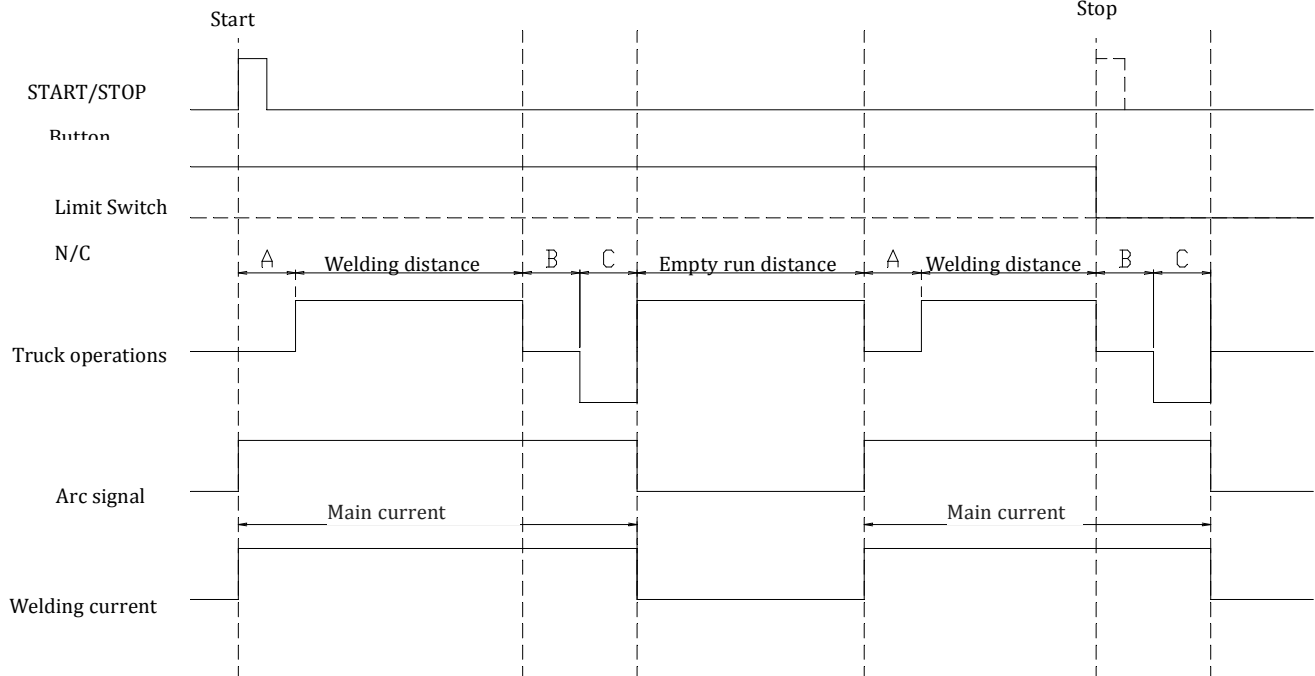 Start
Stop
START/STOP
Button
Limit Switch
N/C
A
Welding distance
B
C
Empty run distance
A
Welding distance
B
C
Truck operations
Arc signal
Main current
Main current
Welding current